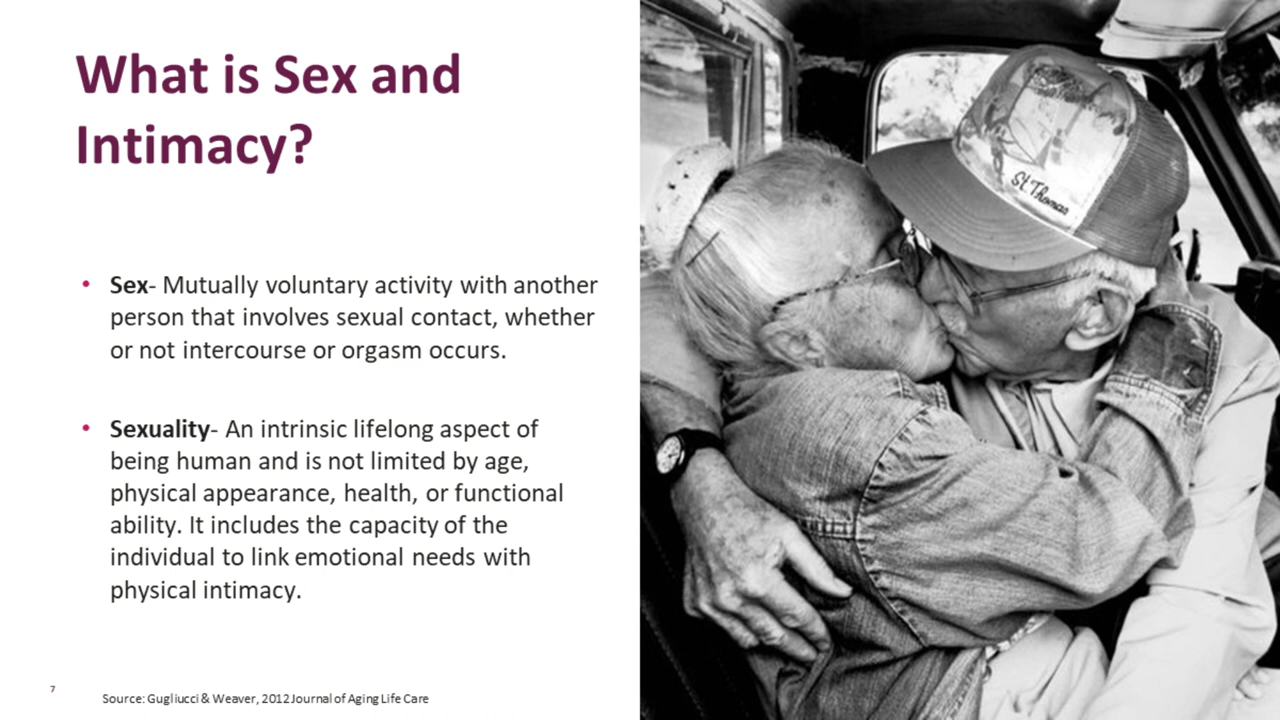 What is Sex and
Intimacy?
• Sex- Mutually voluntary activity with another
person that involves sexual contact, whether
or not intercourse or orgasm occurs.
• Sexuality- An intrinsic lifelong aspect of
being human and is not limited by age,
physical appearance, health, or functional
ability. It includes the capacity of the
individual to link emotional needs with
physical intimacy.
St. Thomas
7
Source: Gugliucci & Weaver, 2012 Journal of Aging Life Care